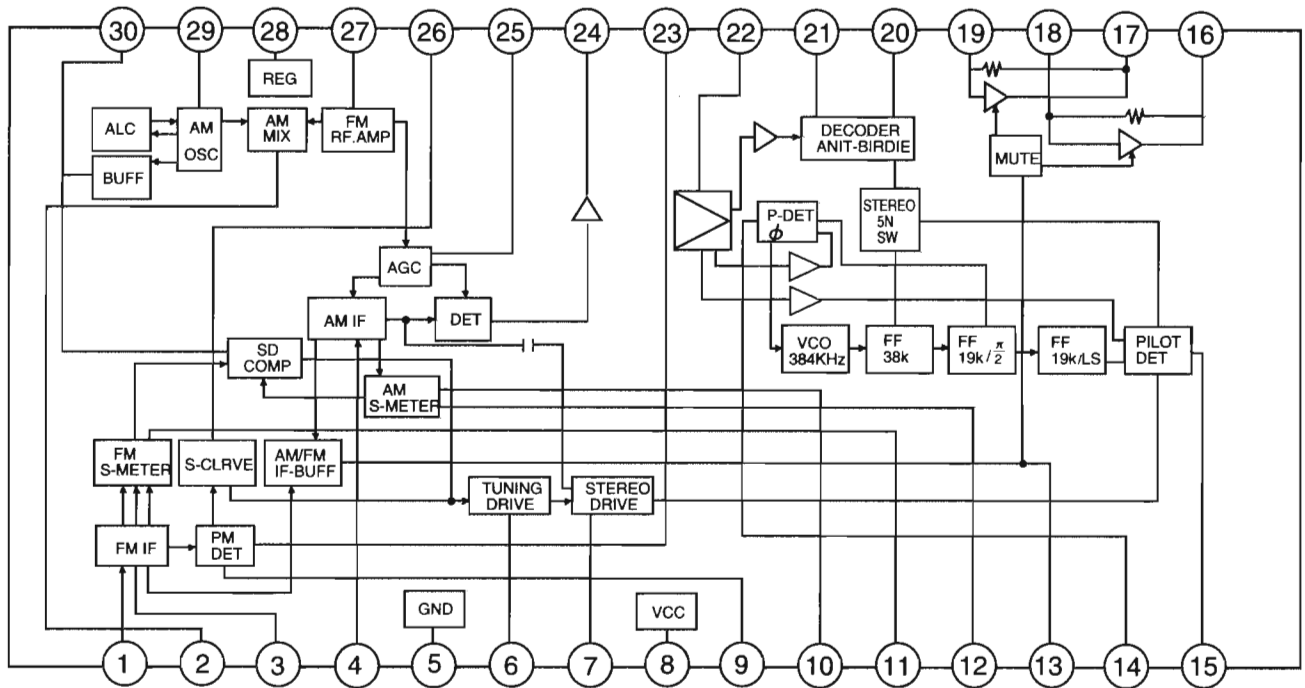 30 29 28 27 26 25 24 23 22 21 20 19 18 17 16
REG
ALC
AM
OSC
AM
MIX
FM
RF.AMP
BUFF
DECODER
ANIT-BIRDIE
MUTE
STEREO
5N
SW
P-DET
ϕ
AGC
AM IF
DET
SD
COMP
AM
S-METER
VCO
384KHz
FF
38k
FF
19k/π/2
FF
19k/LS
PILOT
DET
FM
S-METER
S-CLRVE
AM/FM
IF-BUFF
TUNING
DRIVE
STEREO
DRIVE
FM IF
PM
DET
GND
VCC
1 2 3 4 5 6 7 8 9 10 11 12 13 14 15